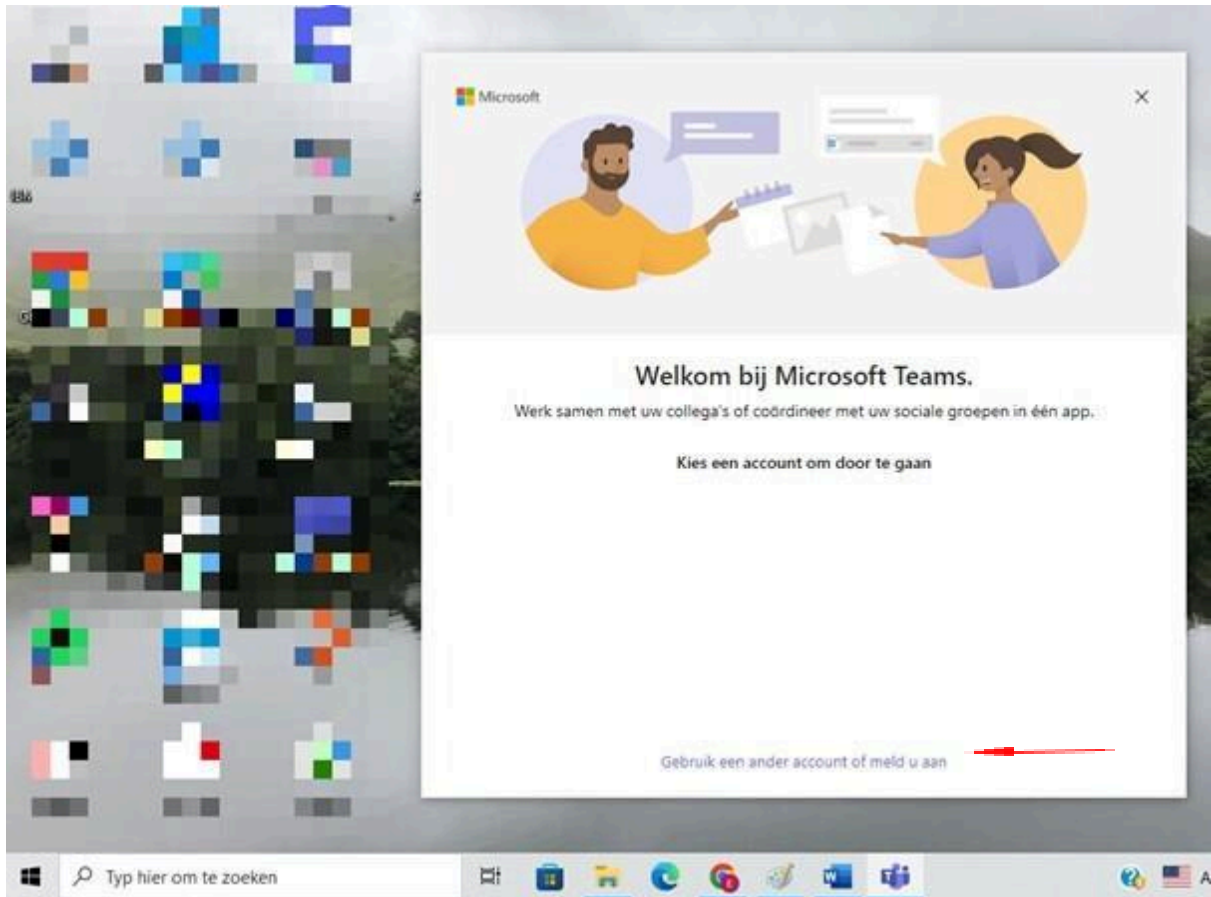 Microsoft
Welkom bij Microsoft Teams.
Werk samen met uw collega's of coördineer met uw sociale groepen in één app.
Kies een account om door te gaan
Gebruik een ander account of meld u aan
Typ hier om te zoeken